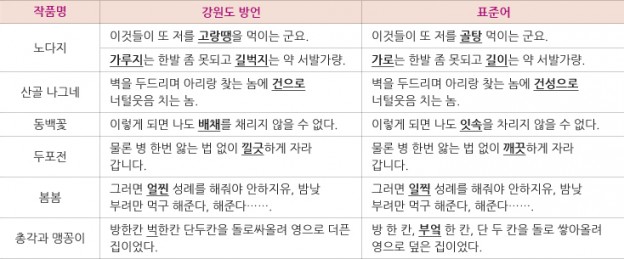 작품명 강원도 방언 표준어
노다지
이것들이 또 저를 고랑땡을 먹이는 군요. 이것들이 또 저를 골탕 먹이는 군요.
가루지는 한발 좀 못되고 길벅지는 약 서발가량. 가로는 한발 좀 못되고 길이는 약 서발가량.
산골 나그네
벽을 두드리며 아리랑 찾는 놈에 건으로 벽을 두드리며 아리랑 찾는 놈에 건성으로
너털웃음 치는 놈. 너털웃음 치는 놈.
동백꽃 이렇게 되면 나도 배채를 채리지 않을 수 없다. 이렇게 되면 나도 잇속을 차리지 않을 수 없다.
두포전
물론 병 한번 앓는 법 없이 낄긋하게 자라 물론 병 한번 앓는 법 없이 깨끗하게 자라
갑니다. 갑니다.
봄봄
그러면 얼찐 성례를 해줘야 안하지유, 밤낮 그러면 일찍 성례를 해줘야 안하지유, 밤낮
부려만 먹구 해준다, 해준다……. 부려만 먹구 해준다, 해준다…….
총각과 맹꽁이
방한칸 벅한칸 단두칸을 돌로싸올려 영으로 더픈 방 한 칸, 부엌 한 칸, 단 두 칸을 돌로 쌓아올려
집이었다. 영으로 덮은 집이었다.